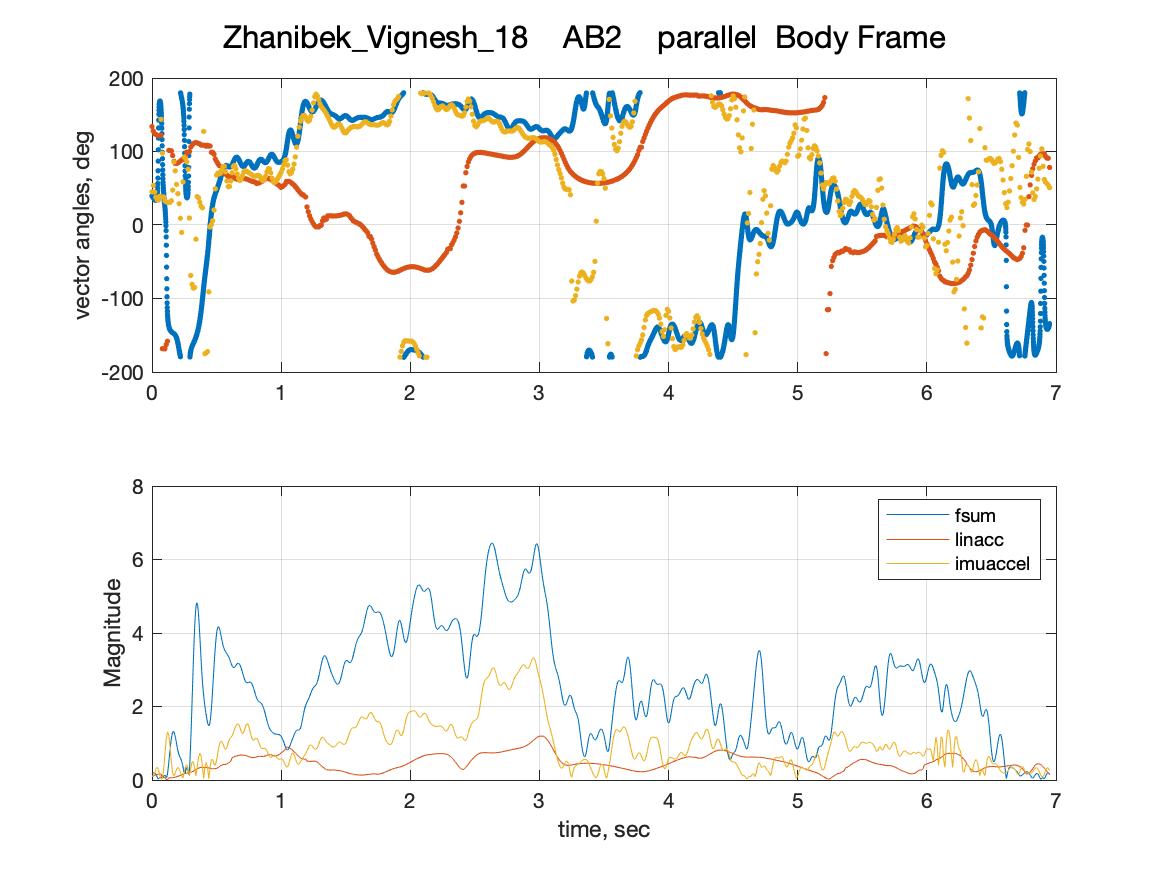 Zhanibek_Vignesh_18 AB2 parallel Body Frame
200
100
0
-100
-200
vector angles, deg
0 1 2 3 4 5 6 7
8
6
4
2
0
Magnitude
fsum
linacc
imuaccel
0 1 2 3 4 5 6 7
time, sec